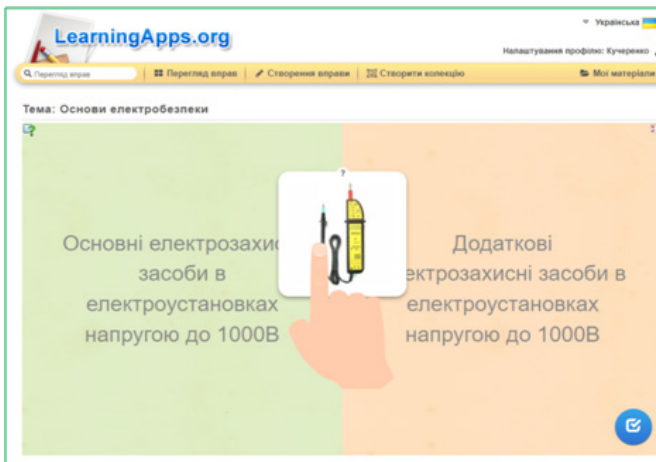 LearningApps.org
Українська
Налаштування профілю: Кучеренко
Перегляд вправ
Перегляд вправ
Створення вправи
Створити колекцію
Мої матеріали
Тема: Основи електробезпеки
?
Основні електрозахис
засоби в
електроустановках
напругою до 1000В
Додаткові
ектрозахисні засоби в
електроустановках
напругою до 1000В